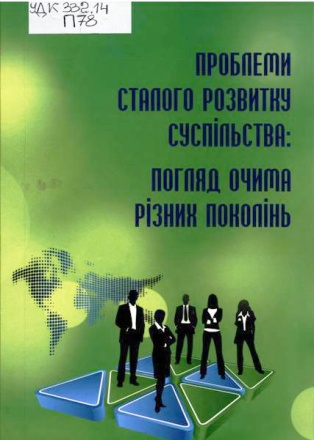 УДК 332.14
П78
ПРОБЛЕМИ
СТАЛОГО РОЗВИТКУ
СУСПІЛЬСТВА:
ПОГЛЯД ОЧИМА
РІЗНИХ ПОКОЛІНЬ